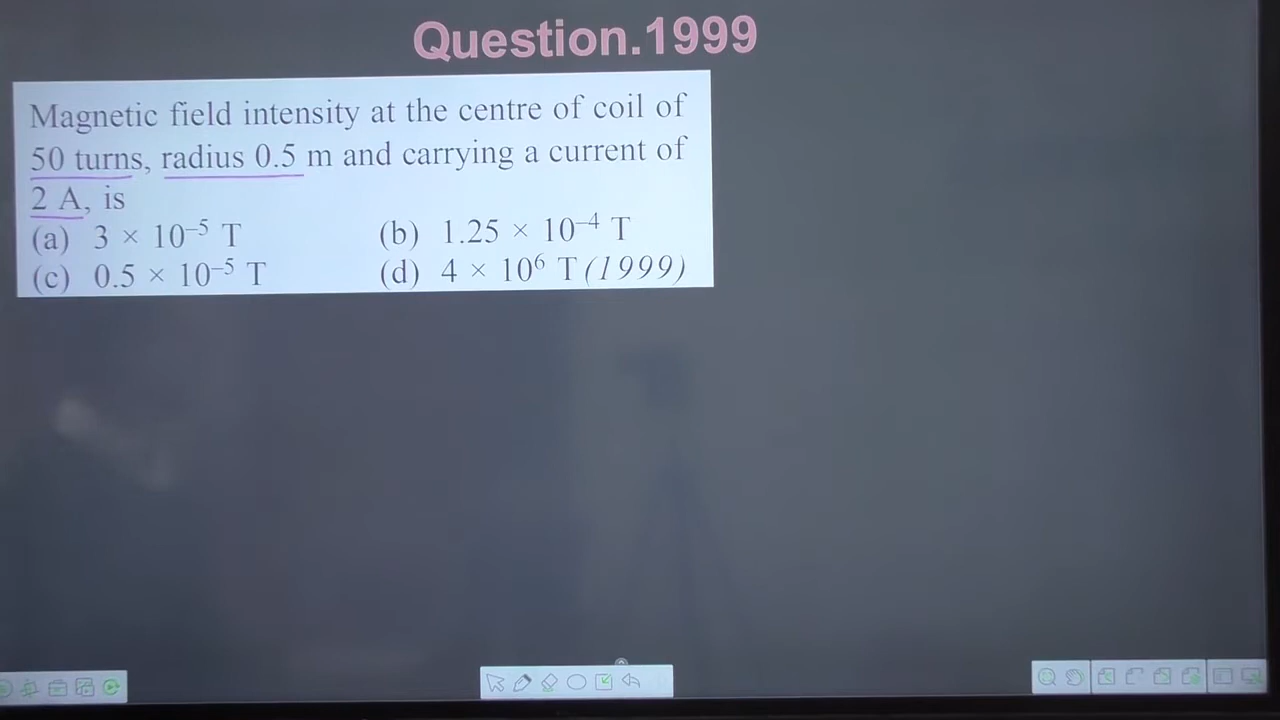 Question.1999
Magnetic field intensity at the centre of coil of
50 turns, radius 0.5 m and carrying a current of
2 A, is
(a) 3 × 10⁻⁵ T (b) 1.25 × 10⁻⁴ T
(c) 0.5 × 10⁻⁵ T (d) 4 × 10⁶ T (1999)